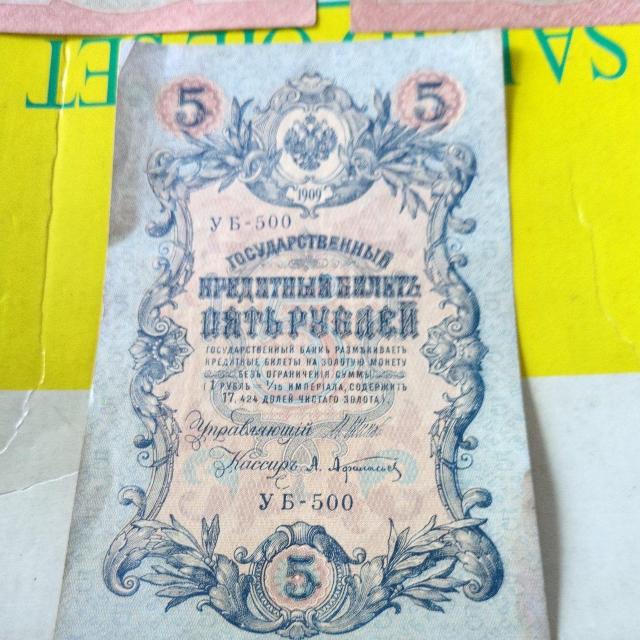 5 5
1909
УБ-500
ГОСУДАРСТВЕННЫЙ
КРЕДИТНЫЙ БИЛЕТЪ
ПЯТЬ РУБЛЕЙ
ГОСУДАРСТВЕННЫЙ БАНКЪ РАЗМѢНИВАЕТЪ
КРЕДИТНЫЕ БИЛЕТЫ НА ЗОЛОТУЮ МОНЕТУ
БЕЗЪ ОГРАНИЧЕНІЯ СУММЫ
(1 РУБЛЬ = 1/15 ИМПЕРІАЛА, СОДЕРЖИТЪ
17,424 ДОЛЕЙ ЧИСТАГО ЗОЛОТА).
Управляющій
Кассиръ А.
УБ-500
5